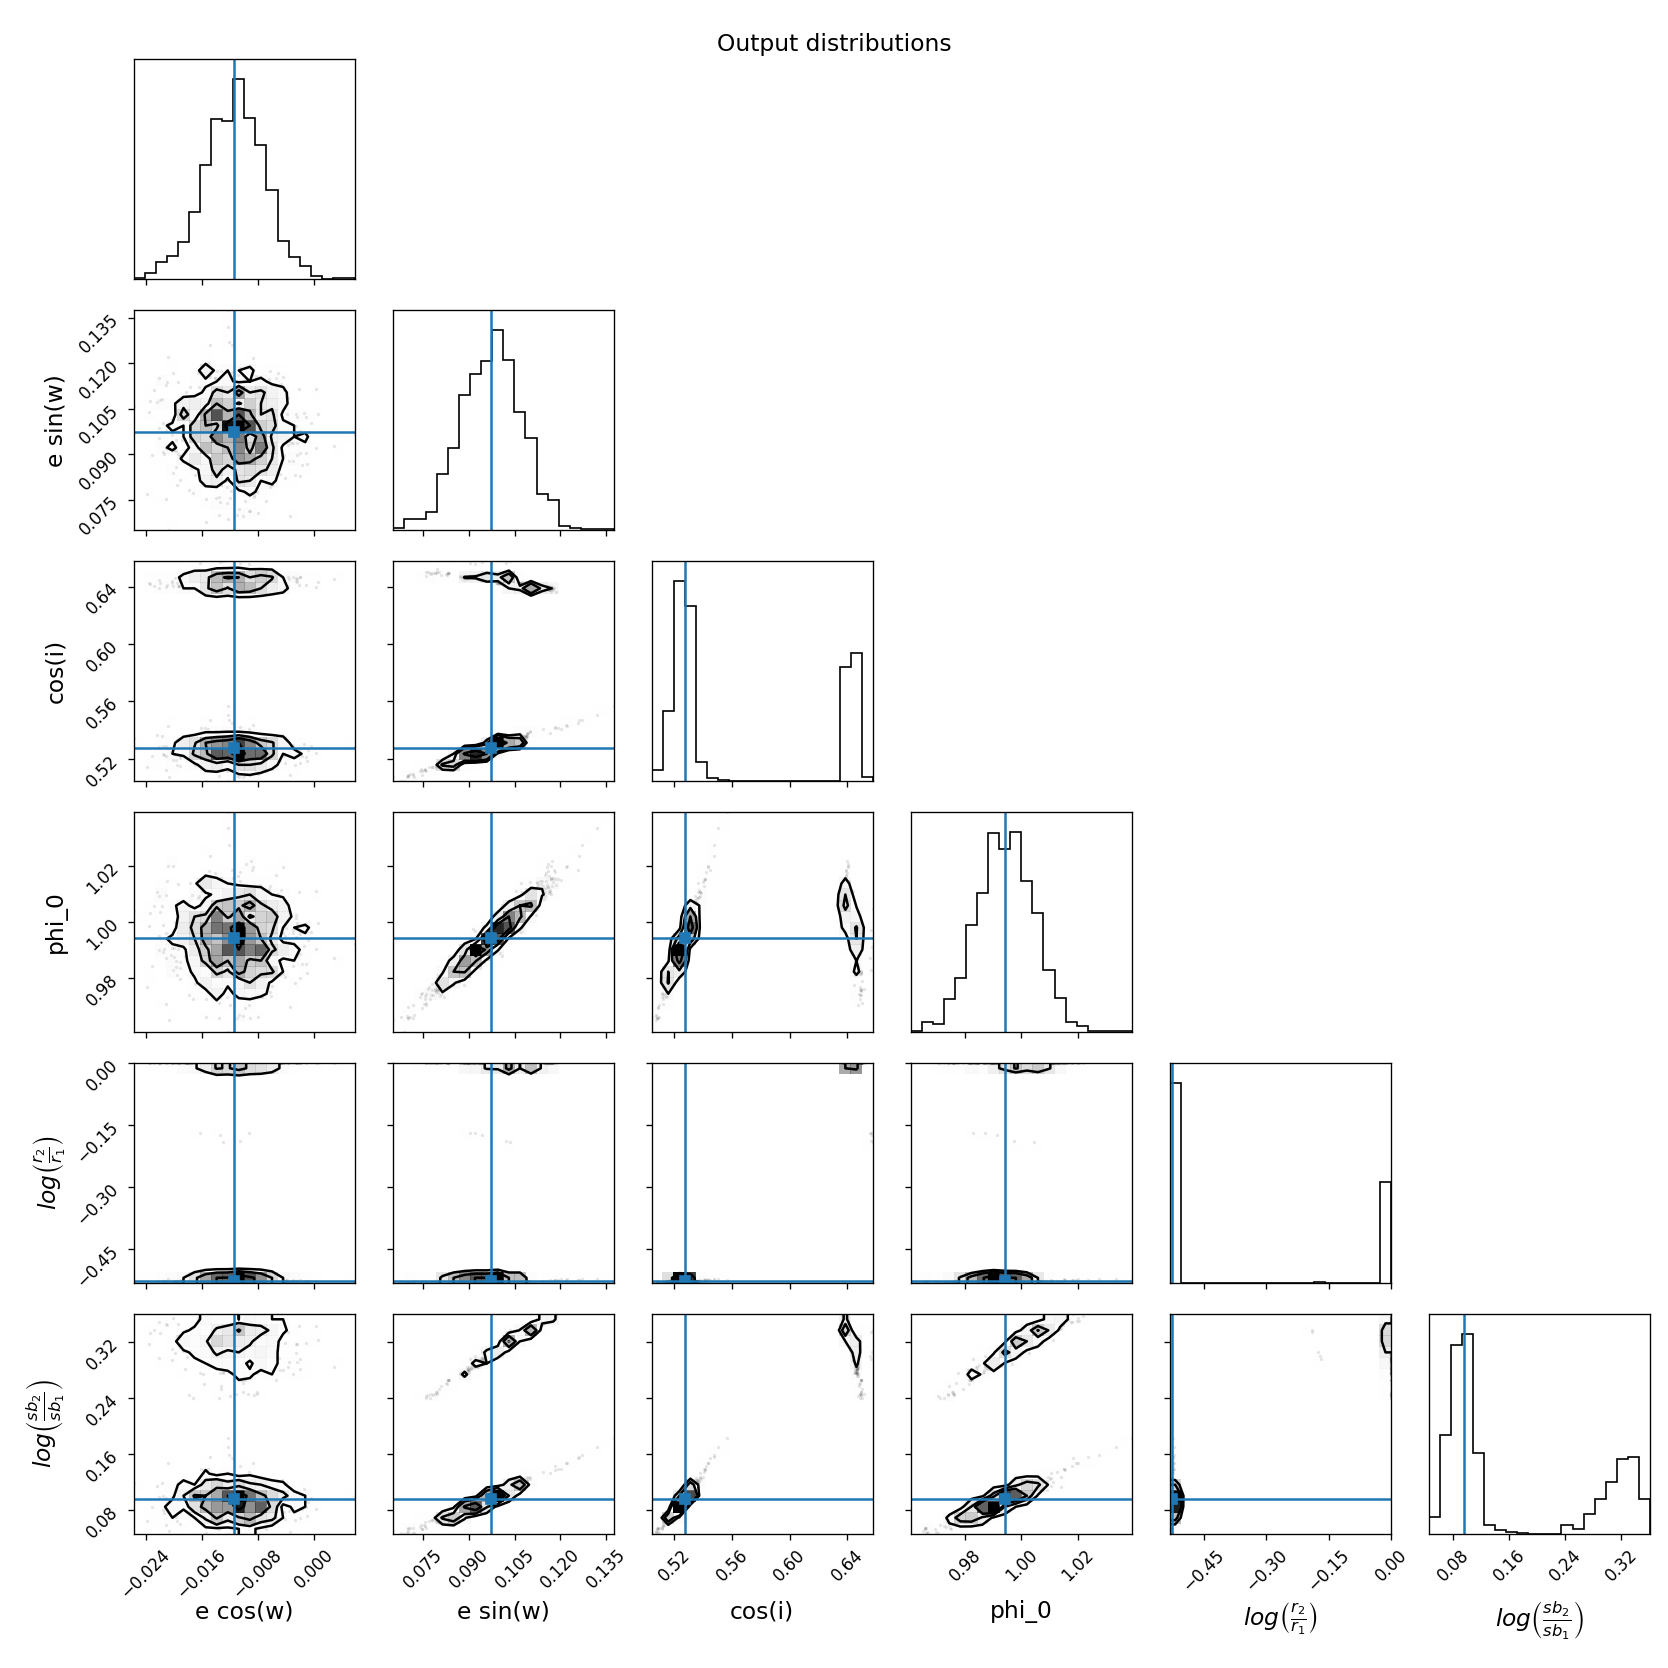 Output distributions
0.135
0.120
0.105
0.090
0.075
e sin(w)
0.64
0.60
0.56
0.52
cos(i)
1.02
1.00
0.98
phi_0
0.00
−0.15
−0.30
−0.45
log(r₂/r₁)
0.32
0.24
0.16
0.08
log(sb₂/sb₁)
−0.024 −0.016 −0.008 0.000 0.075 0.090 0.105 0.120 0.135 0.52 0.56 0.60 0.64 0.98 1.00 1.02 −0.45 −0.30 −0.15 0.00 0.08 0.16 0.24 0.32
e cos(w) e sin(w) cos(i) phi_0 log(r₂/r₁) log(sb₂/sb₁)